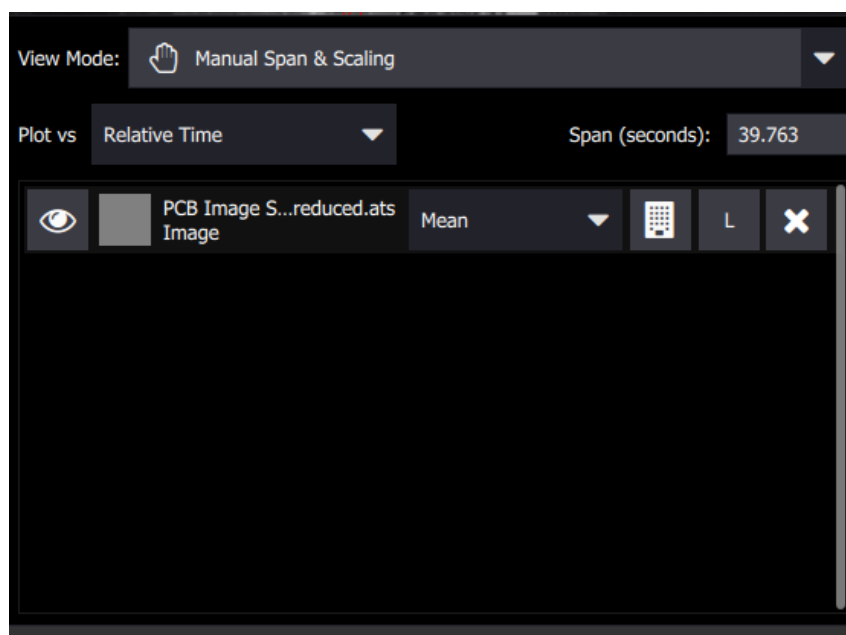 View Mode: Manual Span & Scaling
Plot vs Relative Time Span (seconds): 39.763
PCB Image S...reduced.ats
Image
Mean
L